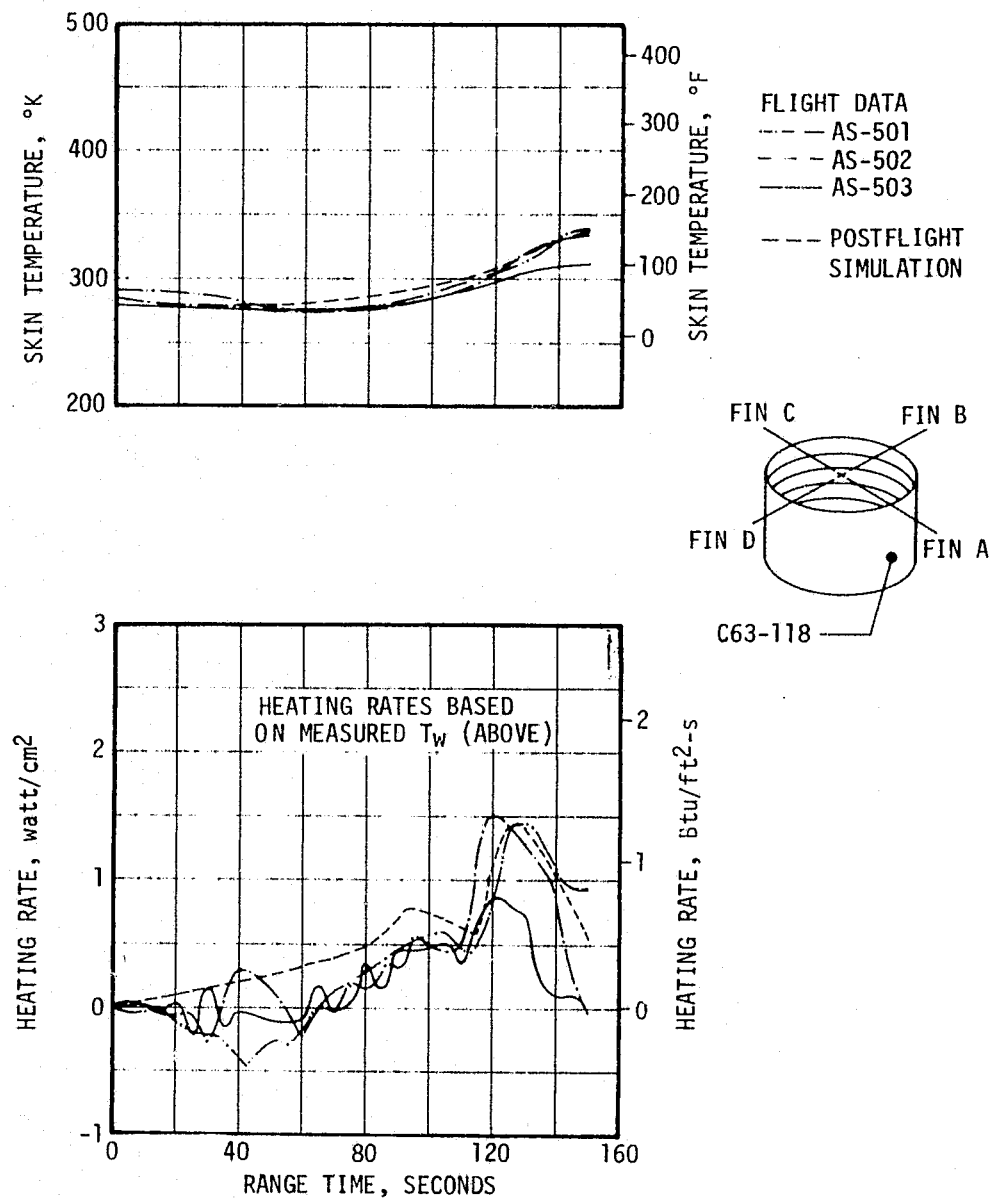 500
400
300
200
SKIN TEMPERATURE, °K
400
300
200
100
0
SKIN TEMPERATURE, °F
FLIGHT DATA
AS-501
AS-502
AS-503
POSTFLIGHT
SIMULATION
FIN C
FIN B
FIN D
FIN A
C63-118
3
2
1
0
-1
HEATING RATE, watt/cm²
HEATING RATES BASED
ON MEASURED TW (ABOVE)
2
1
0
HEATING RATE, Btu/ft²-s
0 40 80 120 160
RANGE TIME, SECONDS